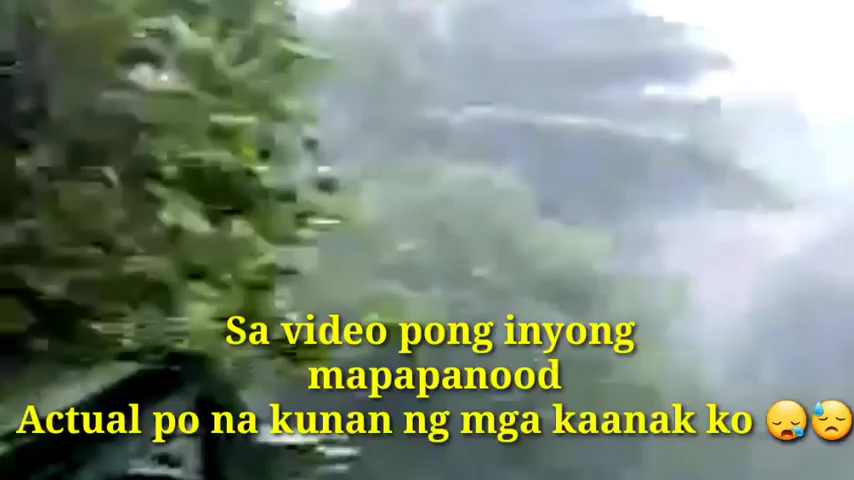 Sa video pong inyong
mapapanood
Actual po na kunan ng mga kaanak ko 😪😓